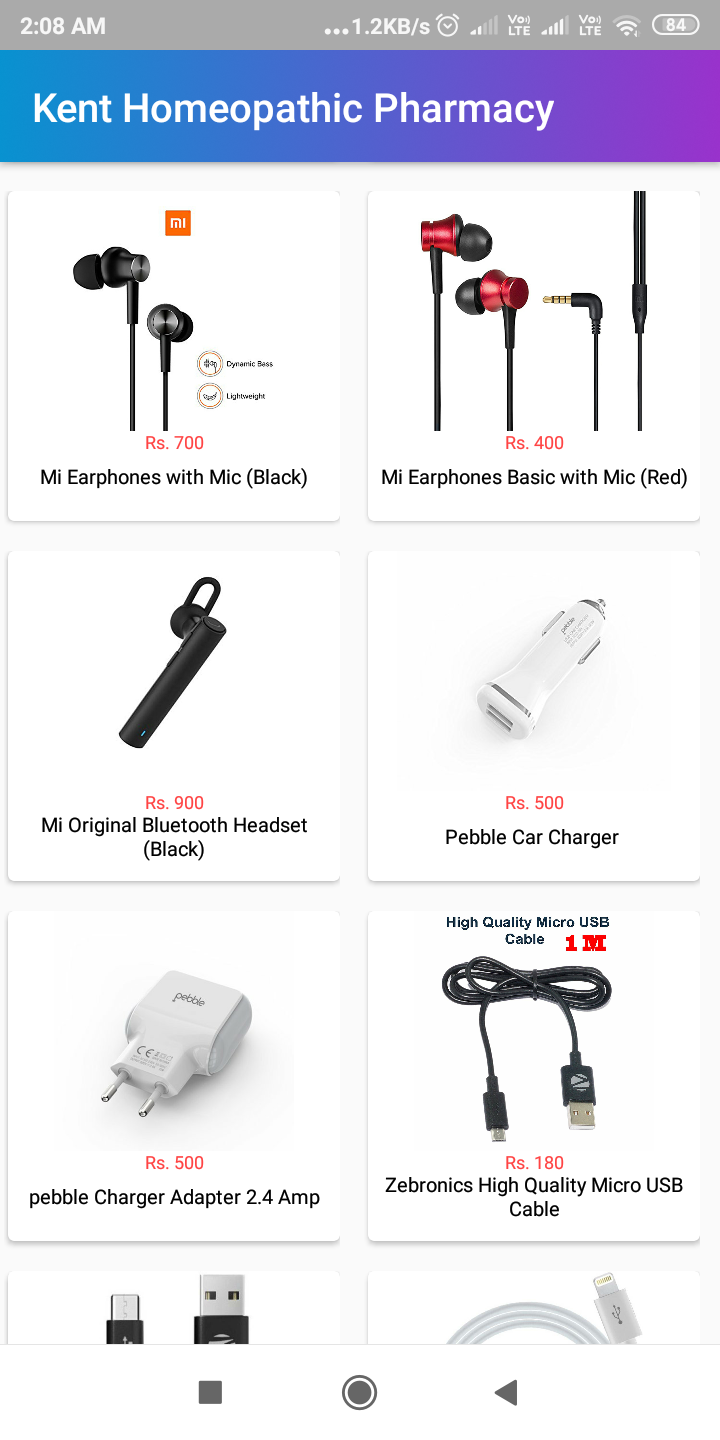 2:08 AM
...1.2KB/s
Vo))
LTE
Vo))
LTE
84
Kent Homeopathic Pharmacy
mi
Dynamic Bass
Lightweight
Rs. 700
Mi Earphones with Mic (Black)
Rs. 400
Mi Earphones Basic with Mic (Red)
Rs. 900
Mi Original Bluetooth Headset
(Black)
pebble
Rs. 500
Pebble Car Charger
pebble
CE
Rs. 500
pebble Charger Adapter 2.4 Amp
High Quality Micro USB
Cable 1 M
Rs. 180
Zebronics High Quality Micro USB
Cable